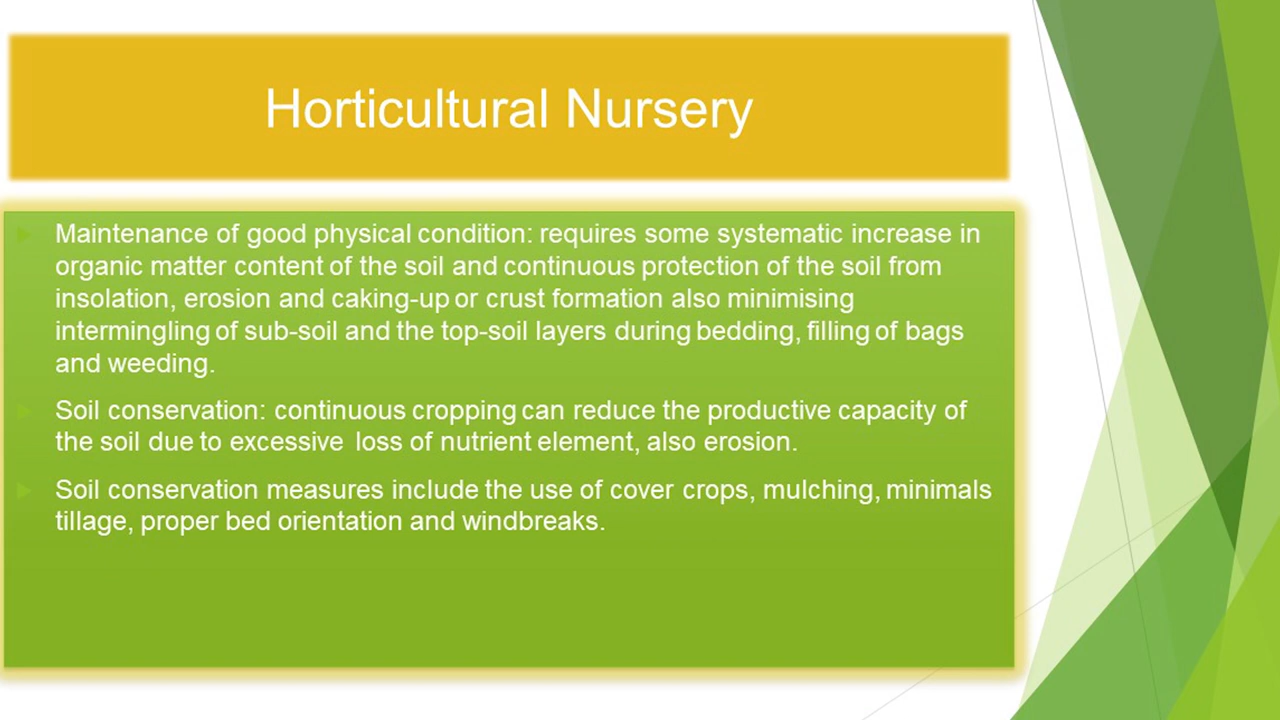 Horticultural Nursery
Maintenance of good physical condition: requires some systematic increase in
organic matter content of the soil and continuous protection of the soil from
insolation, erosion and caking-up or crust formation also minimising
intermingling of sub-soil and the top-soil layers during bedding, filling of bags
and weeding.
Soil conservation: continuous cropping can reduce the productive capacity of
the soil due to excessive loss of nutrient element, also erosion.
Soil conservation measures include the use of cover crops, mulching, minimals
tillage, proper bed orientation and windbreaks.